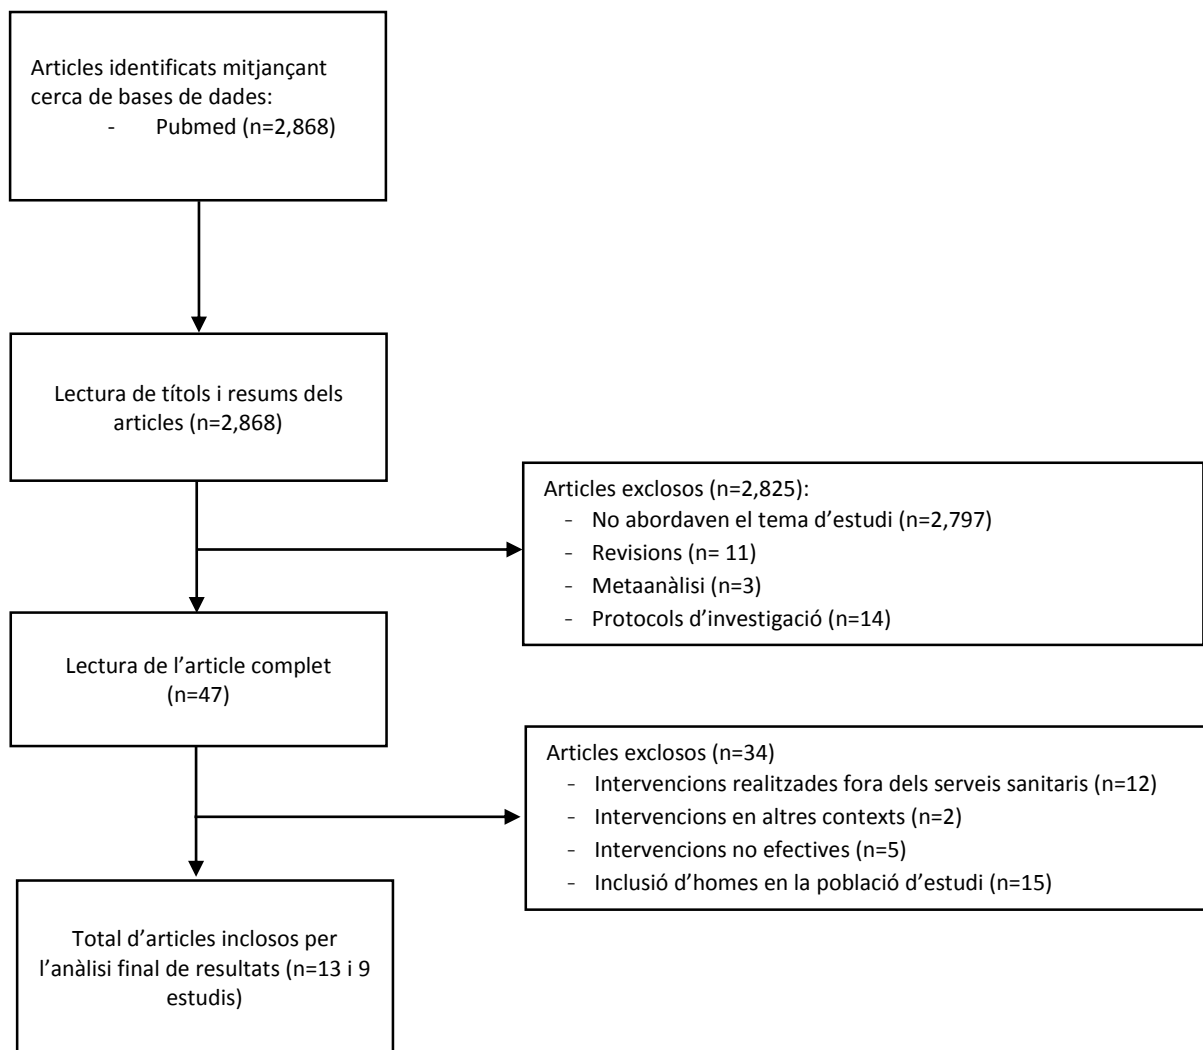 Articles identificats mitjançant
cerca de bases de dades:
- Pubmed (n=2,868)
Lectura de títols i resums dels
articles (n=2,868)
Articles exclosos (n=2,825):
- No abordaven el tema d’estudi (n=2,797)
- Revisions (n= 11)
- Metaanàlisi (n=3)
- Protocols d’investigació (n=14)
Lectura de l’article complet
(n=47)
Articles exclosos (n=34)
- Intervencions realitzades fora dels serveis sanitaris (n=12)
- Intervencions en altres contexts (n=2)
- Intervencions no efectives (n=5)
- Inclusió d’homes en la població d’estudi (n=15)
Total d’articles inclosos per
l’anàlisi final de resultats (n=13 i 9
estudis)